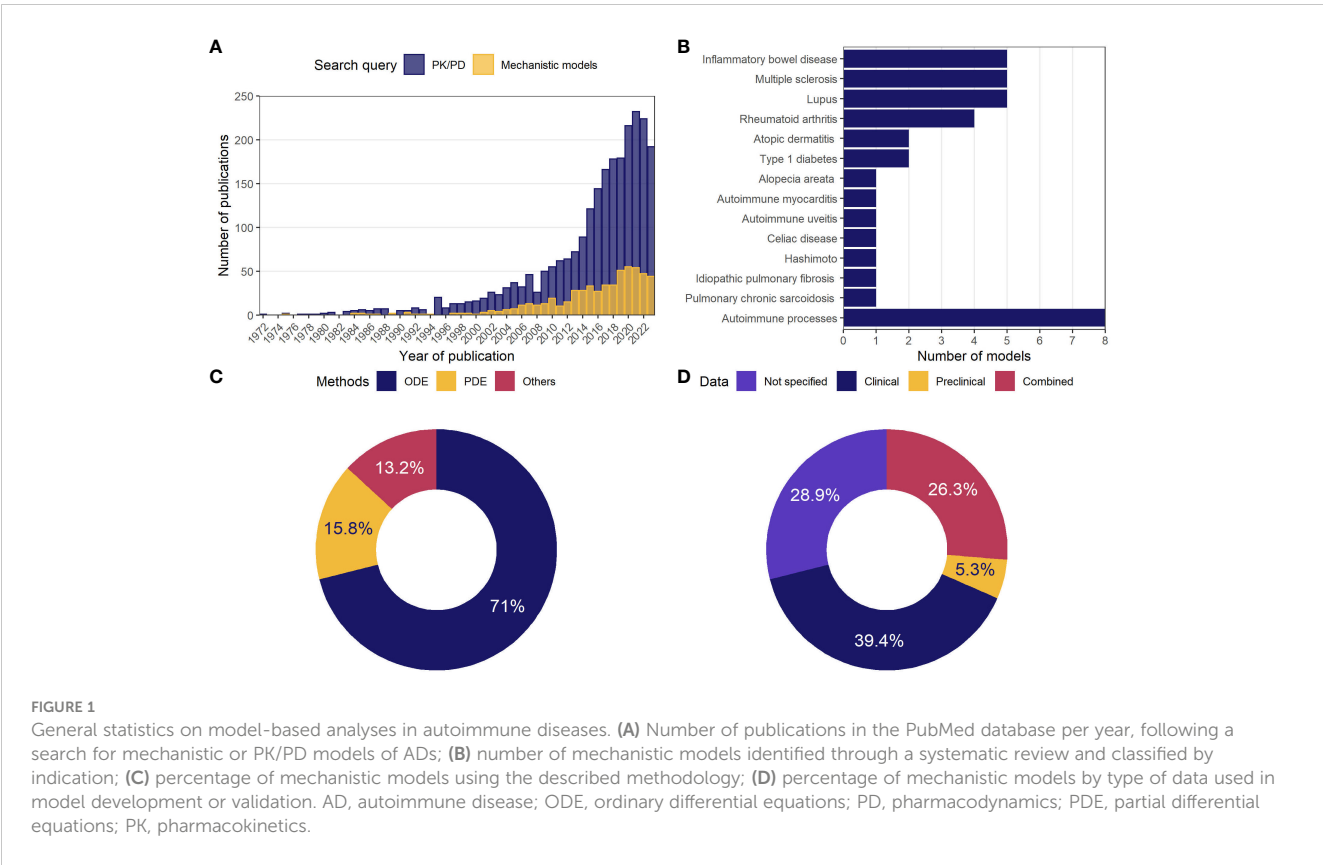 A
Search query PK/PD Mechanistic models
Number of publications
250
200
150
100
50
0
1972 1974 1976 1978 1980 1982 1984 1986 1988 1990 1992 1994 1996 1998 2000 2002 2004 2006 2008 2010 2012 2014 2016 2018 2020 2022
Year of publication
B
Inflammatory bowel disease
Multiple sclerosis
Lupus
Rheumatoid arthritis
Atopic dermatitis
Type 1 diabetes
Alopecia areata
Autoimmune myocarditis
Autoimmune uveitis
Celiac disease
Hashimoto
Idiopathic pulmonary fibrosis
Pulmonary chronic sarcoidosis
Autoimmune processes
0 1 2 3 4 5 6 7 8
Number of models
C
Methods ODE PDE Others
13.2%
15.8%
71%
D
Data Not specified Clinical Preclinical Combined
28.9%
26.3%
5.3%
39.4%
FIGURE 1
General statistics on model-based analyses in autoimmune diseases. (A) Number of publications in the PubMed database per year, following a
search for mechanistic or PK/PD models of ADs; (B) number of mechanistic models identified through a systematic review and classified by
indication; (C) percentage of mechanistic models using the described methodology; (D) percentage of mechanistic models by type of data used in
model development or validation. AD, autoimmune disease; ODE, ordinary differential equations; PD, pharmacodynamics; PDE, partial differential
equations; PK, pharmacokinetics.